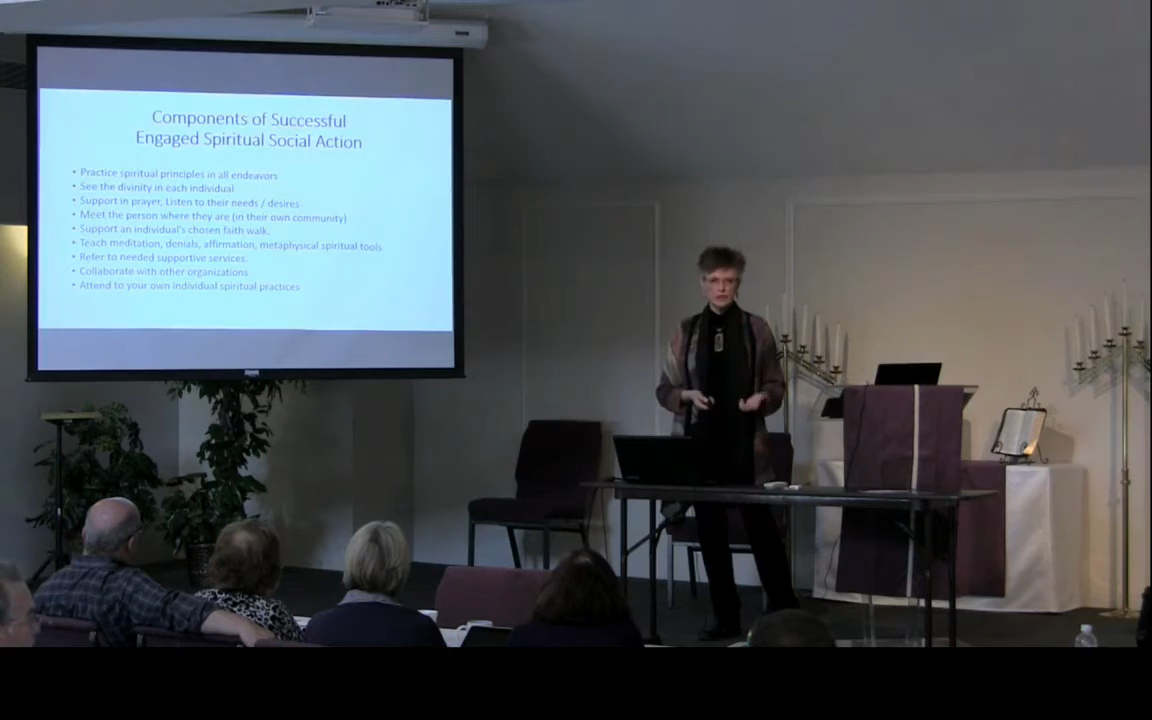 Components of Successful
Engaged Spiritual Social Action
• Practice spiritual principles in all endeavors
• See the divinity in each individual
• Support in prayer, Listen to their needs / desires
• Meet the person where they are (in their own community)
• Support an individual's chosen faith walk.
• Teach meditation, denials, affirmation, metaphysical spiritual tools
• Refer to needed supportive services.
• Collaborate with other organizations
• Attend to your own individual spiritual practices